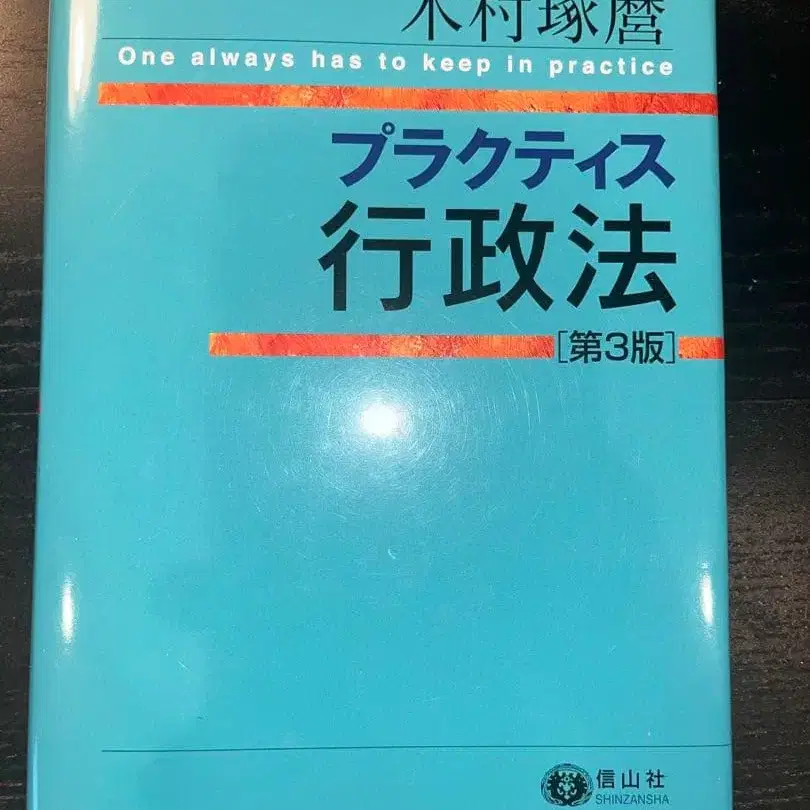 木村琢麿
One always has to keep in practice
プラクティス
行政法
[第3版]
信山社
SHINZANSHA